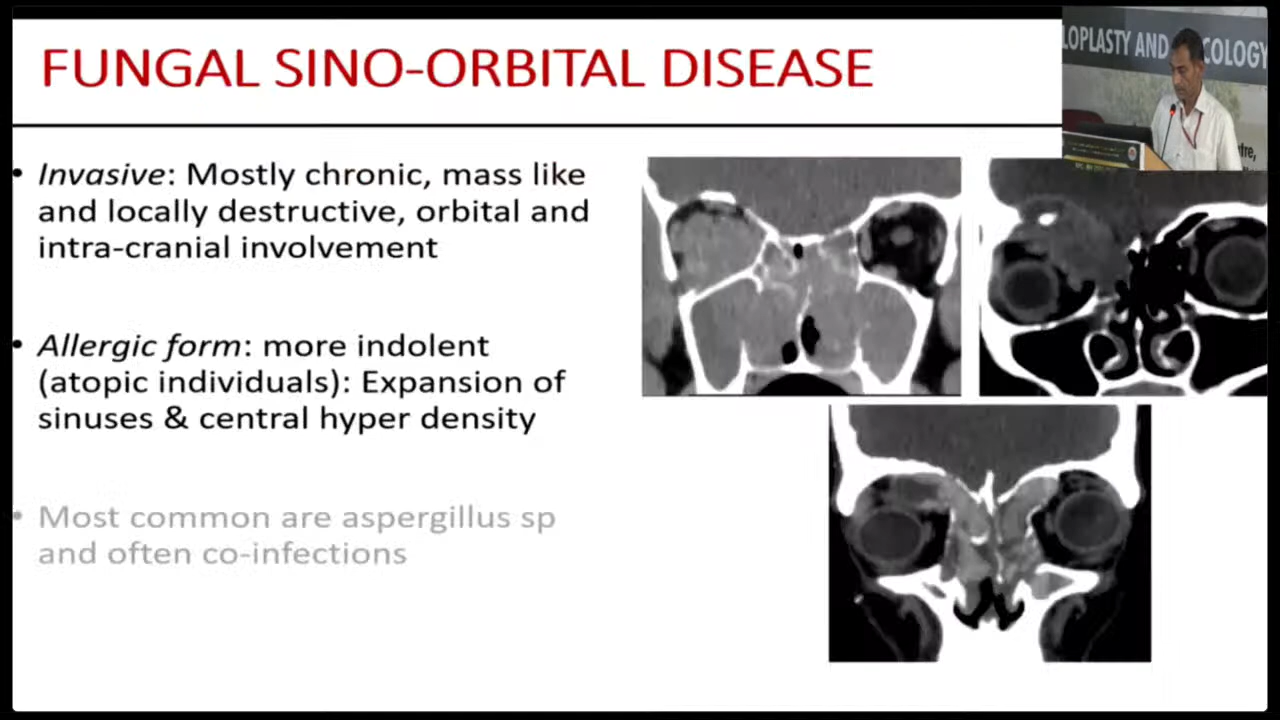 FUNGAL SINO-ORBITAL DISEASE
LOPLASTY AND
COLOGY
• Invasive: Mostly chronic, mass like
and locally destructive, orbital and
intra-cranial involvement
• Allergic form: more indolent
(atopic individuals): Expansion of
sinuses & central hyper density
• Most common are aspergillus sp
and often co-infections